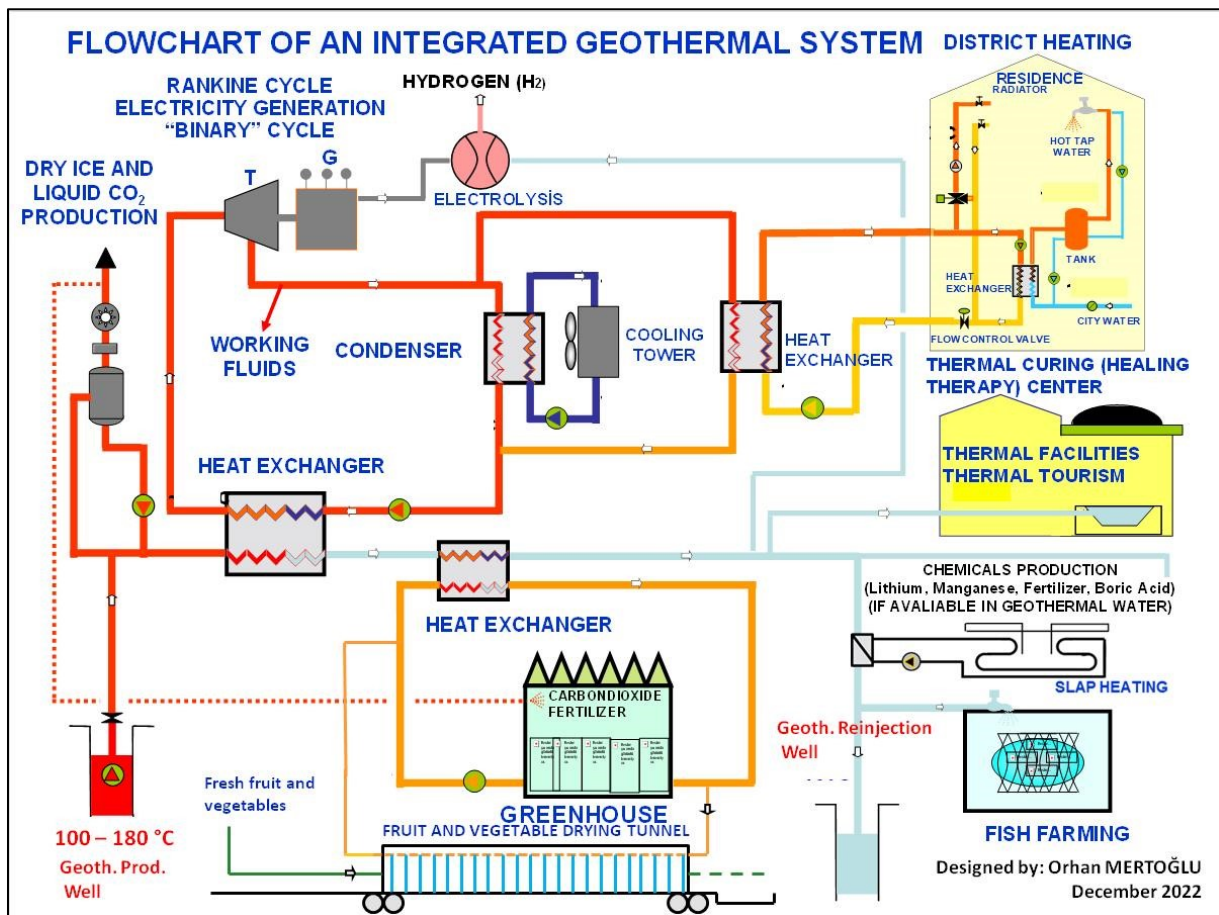 FLOWCHART OF AN INTEGRATED GEOTHERMAL SYSTEM
DISTRICT HEATING
RANKINE CYCLE
ELECTRICITY GENERATION
“BINARY” CYCLE
HYDROGEN (H2)
RESIDENCE
RADIATOR
HOT TAP
WATER
DRY ICE AND
LIQUID CO2
PRODUCTION
T
G
ELECTROLYSİS
TANK
HEAT
EXCHANGER
CITY WATER
FLOW CONTROL VALVE
WORKING
FLUIDS
CONDENSER
COOLING
TOWER
HEAT
EXCHANGER
THERMAL CURING (HEALING
THERAPY) CENTER
THERMAL FACILITIES
THERMAL TOURISM
HEAT EXCHANGER
HEAT EXCHANGER
CHEMICALS PRODUCTION
(Lithium, Manganese, Fertilizer, Boric Acid)
(IF AVALIABLE IN GEOTHERMAL WATER)
SLAP HEATING
CARBONDIOXIDE
FERTILIZER
Geoth. Reinjection
Well
Fresh fruit and
vegetables
GREENHOUSE
FRUIT AND VEGETABLE DRYING TUNNEL
100 – 180 °C
Geoth. Prod.
Well
FISH FARMING
Designed by: Orhan MERTOĞLU
December 2022